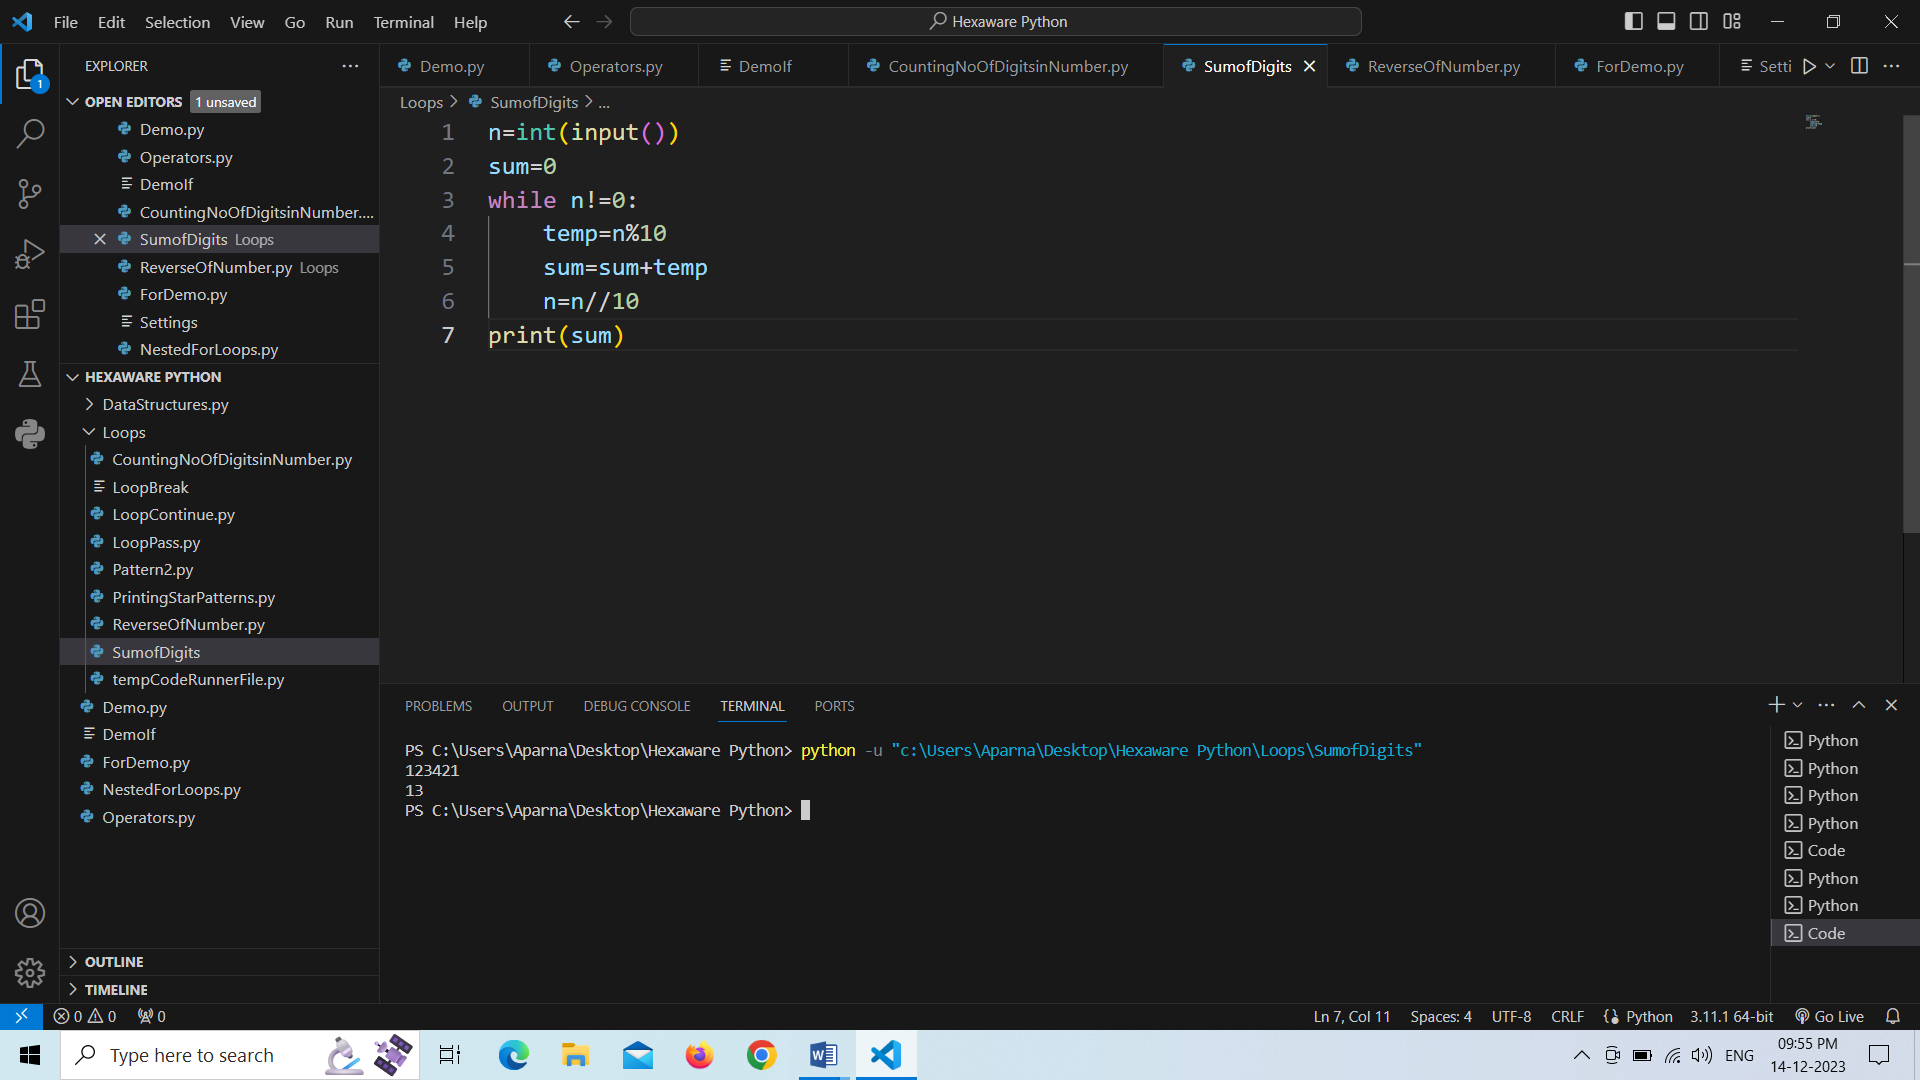 File Edit Selection View Go Run Terminal Help
Hexaware Python
EXPLORER
OPEN EDITORS 1 unsaved
Demo.py
Operators.py
DemoIf
CountingNoOfDigitsinNumber....
SumofDigits Loops
ReverseOfNumber.py Loops
ForDemo.py
Settings
NestedForLoops.py
HEXAWARE PYTHON
DataStructures.py
Loops
CountingNoOfDigitsinNumber.py
LoopBreak
LoopContinue.py
LoopPass.py
Pattern2.py
PrintingStarPatterns.py
ReverseOfNumber.py
SumofDigits
tempCodeRunnerFile.py
Demo.py
DemoIf
ForDemo.py
NestedForLoops.py
Operators.py
OUTLINE
TIMELINE
1
Demo.py Operators.py DemoIf CountingNoOfDigitsinNumber.py SumofDigits ReverseOfNumber.py ForDemo.py Setti
Loops > SumofDigits > ...
1 n=int(input())
2 sum=0
3 while n!=0:
4 temp=n%10
5 sum=sum+temp
6 n=n//10
7 print(sum)
PROBLEMS OUTPUT DEBUG CONSOLE TERMINAL PORTS
PS C:\Users\Aparna\Desktop\Hexaware Python> python -u "c:\Users\Aparna\Desktop\Hexaware Python\Loops\SumofDigits"
123421
13
PS C:\Users\Aparna\Desktop\Hexaware Python>
Python
Python
Python
Python
Code
Python
Python
Code
0 0 0 Ln 7, Col 11 Spaces: 4 UTF-8 CRLF Python 3.11.1 64-bit Go Live
Type here to search
ENG
09:55 PM
14-12-2023